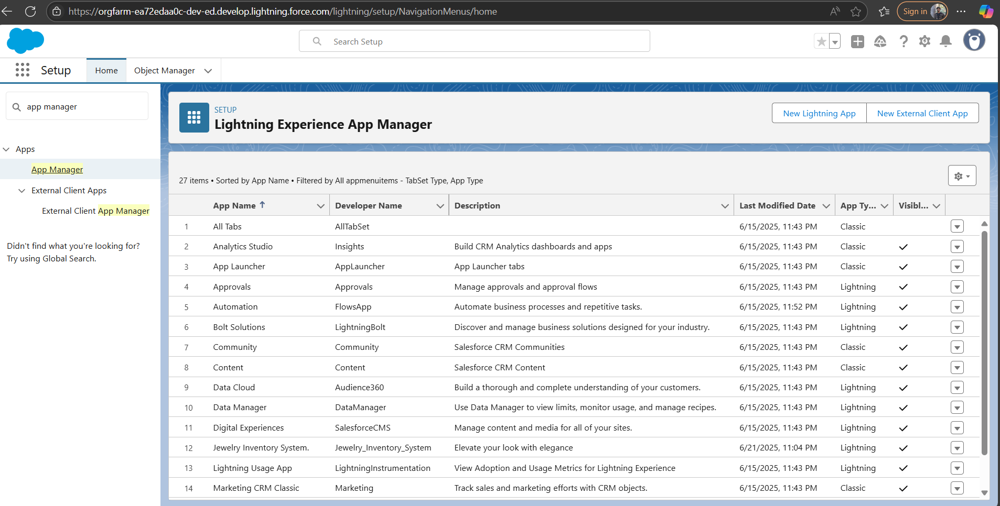 https://orgfarm-ea72edaa0c-dev-ed.develop.lightning.force.com/lightning/setup/NavigationMenus/home
Sign in
Search Setup
Setup
Home
Object Manager
app manager
Apps
App Manager
External Client Apps
External Client App Manager
Didn't find what you're looking for?
Try using Global Search.
SETUP
Lightning Experience App Manager
New Lightning App
New External Client App
27 items • Sorted by App Name • Filtered by All appmenuitems - TabSet Type, App Type
App Name Developer Name Description Last Modified Date App Ty... Visibl...
1 All Tabs AllTabSet 6/15/2025, 11:43 PM Classic
2 Analytics Studio Insights Build CRM Analytics dashboards and apps 6/15/2025, 11:43 PM Classic
3 App Launcher AppLauncher App Launcher tabs 6/15/2025, 11:43 PM Classic
4 Approvals Approvals Manage approvals and approval flows 6/15/2025, 11:43 PM Lightning
5 Automation FlowsApp Automate business processes and repetitive tasks. 6/15/2025, 11:52 PM Lightning
6 Bolt Solutions LightningBolt Discover and manage business solutions designed for your industry. 6/15/2025, 11:43 PM Lightning
7 Community Community Salesforce CRM Communities 6/15/2025, 11:43 PM Classic
8 Content Content Salesforce CRM Content 6/15/2025, 11:43 PM Classic
9 Data Cloud Audience360 Build a thorough and complete understanding of your customers. 6/15/2025, 11:43 PM Lightning
10 Data Manager DataManager Use Data Manager to view limits, monitor usage, and manage recipes. 6/15/2025, 11:43 PM Lightning
11 Digital Experiences SalesforceCMS Manage content and media for all of your sites. 6/15/2025, 11:43 PM Lightning
12 Jewelry Inventory System. Jewelry_Inventory_System Elevate your look with elegance 6/21/2025, 11:04 PM Lightning
13 Lightning Usage App LightningInstrumentation View Adoption and Usage Metrics for Lightning Experience 6/15/2025, 11:43 PM Lightning
14 Marketing CRM Classic Marketing Track sales and marketing efforts with CRM objects. 6/15/2025, 11:43 PM Classic